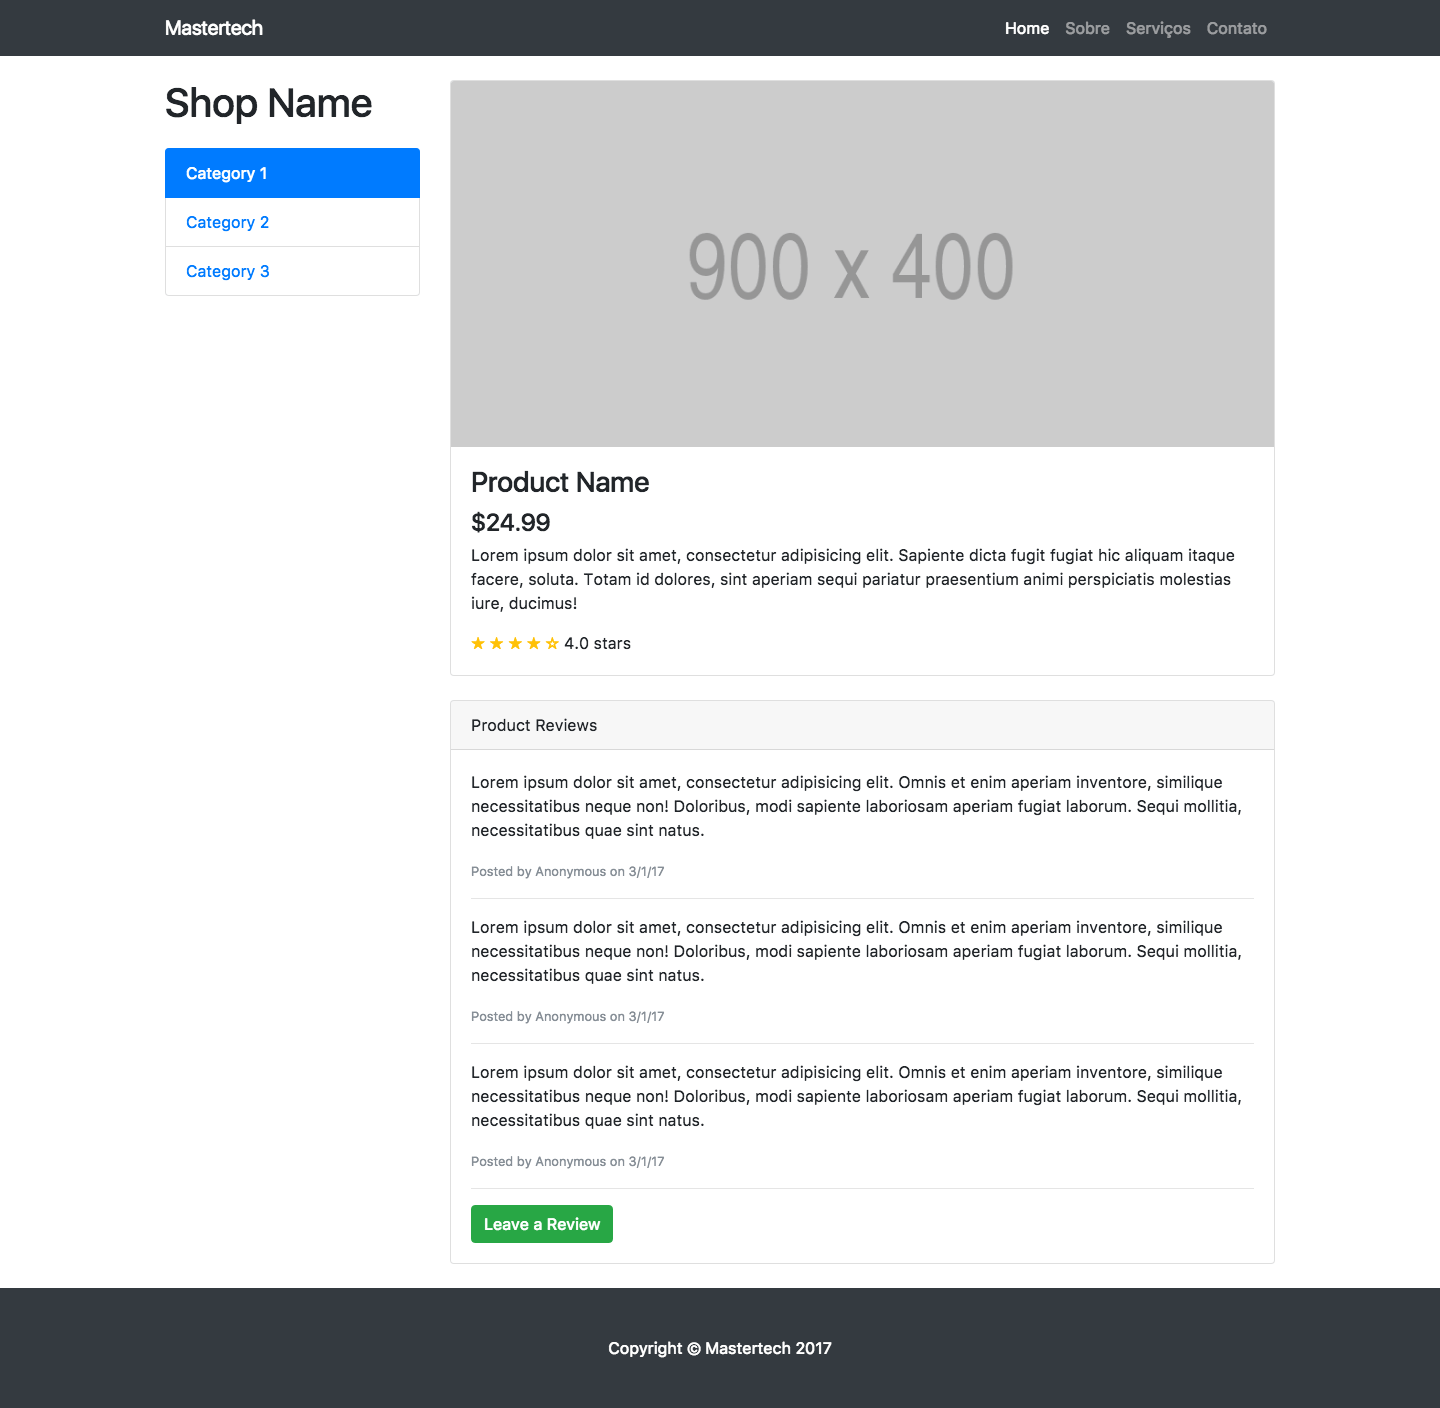 Mastertech
Home Sobre Serviços Contato
Shop Name
Category 1
Category 2
Category 3
900 x 400
Product Name
$24.99
Lorem ipsum dolor sit amet, consectetur adipisicing elit. Sapiente dicta fugit fugiat hic aliquam itaque
facere, soluta. Totam id dolores, sint aperiam sequi pariatur praesentium animi perspiciatis molestias
iure, ducimus!
★ ★ ★ ★ ☆ 4.0 stars
Product Reviews
Lorem ipsum dolor sit amet, consectetur adipisicing elit. Omnis et enim aperiam inventore, similique
necessitatibus neque non! Doloribus, modi sapiente laboriosam aperiam fugiat laborum. Sequi mollitia,
necessitatibus quae sint natus.
Posted by Anonymous on 3/1/17
Lorem ipsum dolor sit amet, consectetur adipisicing elit. Omnis et enim aperiam inventore, similique
necessitatibus neque non! Doloribus, modi sapiente laboriosam aperiam fugiat laborum. Sequi mollitia,
necessitatibus quae sint natus.
Posted by Anonymous on 3/1/17
Lorem ipsum dolor sit amet, consectetur adipisicing elit. Omnis et enim aperiam inventore, similique
necessitatibus neque non! Doloribus, modi sapiente laboriosam aperiam fugiat laborum. Sequi mollitia,
necessitatibus quae sint natus.
Posted by Anonymous on 3/1/17
Leave a Review
Copyright © Mastertech 2017